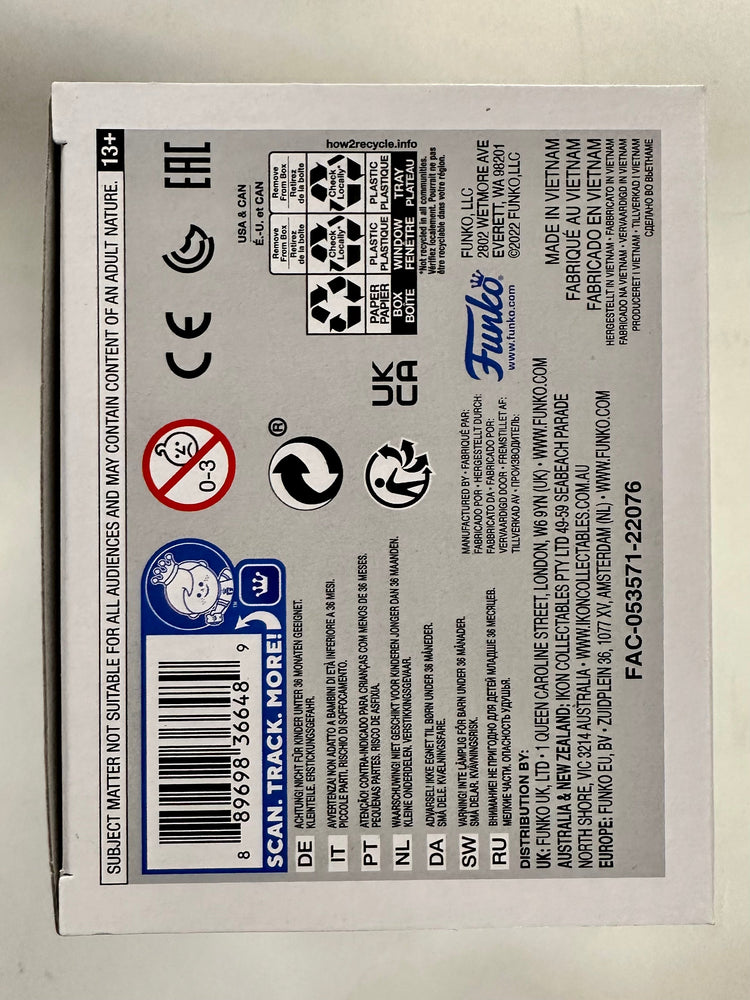 SUBJECT MATTER NOT SUITABLE FOR ALL AUDIENCES AND MAY CONTAIN CONTENT OF AN ADULT NATURE. 13+
8 89698 36648 9
SCAN. TRACK. MORE!
™
0-3
®
CE
EAC
UK
CA
USA & CAN
É.-U. et CAN
how2recycle.info
Remove
From Box
Retirez
de la boîte
Remove
From Box
Retirez
de la boîte
Check
Locally*
Check
Locally*
PAPER
PAPIER
PLASTIC
PLASTIQUE
PLASTIC
PLASTIQUE
BOX
BOÎTE
WINDOW
FENÊTRE
TRAY
PLATEAU
*Not recycled in all communities.
Vérifiez localement. Pourrait ne pas
être recyclable dans votre région.
DE ACHTUNG! NICHT FÜR KINDER UNTER 36 MONATEN GEEIGNET.
KLEINTEILE. ERSTICKUNGSGEFAHR.
IT AVVERTENZA! NON ADATTO A BAMBINI DI ETÀ INFERIORE A 36 MESI.
PICCOLE PARTI. RISCHIO DI SOFFOCAMENTO.
PT ATENÇÃO! CONTRA-INDICADO PARA CRIANÇAS COM MENOS DE 36 MESES.
PEQUENAS PARTES. RISCO DE ASFIXIA.
NL WAARSCHUWING! NIET GESCHIKT VOOR KINDEREN JONGER DAN 36 MAANDEN.
KLEINE ONDERDELEN. VERSTIKKINGSGEVAAR.
DA ADVARSEL! IKKE EGNET TIL BØRN UNDER 36 MÅNEDER.
SMÅ DELE. KVÆLNINGSFARE.
SW VARNING! INTE LÄMPLIG FÖR BARN UNDER 36 MÅNADER.
SMÅ DELAR. KVÄVNINGSRISK.
RU ВНИМАНИЕ! НЕ ПРИГОДНО ДЛЯ ДЕТЕЙ МЛАДШЕ 36 МЕСЯЦЕВ.
МЕЛКИЕ ЧАСТИ. ОПАСНОСТЬ УДУШЬЯ.
MANUFACTURED BY • FABRIQUÉ PAR:
FABRICADO POR • HERGESTELLT DURCH:
FABBRICATO DA • FABRICADO POR:
VERVAARDIGD DOOR • FREMSTILLET AF:
TILLVERKAD AV • ПРОИЗВОДИТЕЛЬ:
Funko®
www.funko.com
FUNKO, LLC
2802 WETMORE AVE
EVERETT, WA 98201
©2022 FUNKO,LLC
DISTRIBUTION BY:
UK: FUNKO UK, LTD • 1 QUEEN CAROLINE STREET, LONDON, W6 9YN (UK) • WWW.FUNKO.COM
AUSTRALIA & NEW ZEALAND: IKON COLLECTABLES PTY LTD 49-59 SEABEACH PARADE
NORTH SHORE, VIC 3214 AUSTRALIA • WWW.IKONCOLLECTABLES.COM.AU
EUROPE: FUNKO EU, BV • ZUIDPLEIN 36, 1077 XV, AMSTERDAM (NL) • WWW.FUNKO.COM
MADE IN VIETNAM
FABRIQUÉ AU VIETNAM
FABRICADO EN VIETNAM
HERGESTELLT IN VIETNAM • FABBRICATO IN VIETNAM
FABRICADO NA VIETNAM • VERVAARDIGD IN VIETNAM
PRODUCERET I VIETNAM • TILLVERKAD I VIETNAM
СДЕЛАНО ВО ВЬЕТНАМЕ
FAC-053571-22076